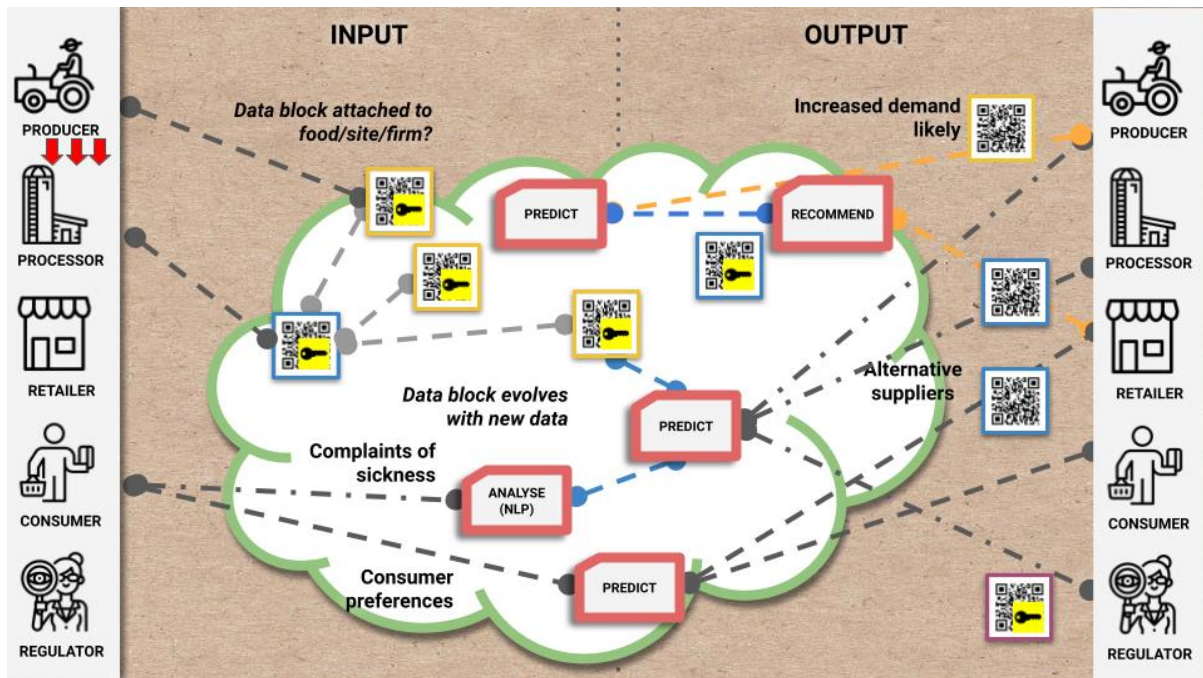 INPUT
OUTPUT
PRODUCER
PROCESSOR
RETAILER
CONSUMER
REGULATOR
Data block attached to
food/site/firm?
PREDICT
Data block evolves
with new data
Complaints of
sickness
ANALYSE
(NLP)
Consumer
preferences
PREDICT
PREDICT
RECOMMEND
Increased demand
likely
Alternative
suppliers
PRODUCER
PROCESSOR
RETAILER
CONSUMER
REGULATOR